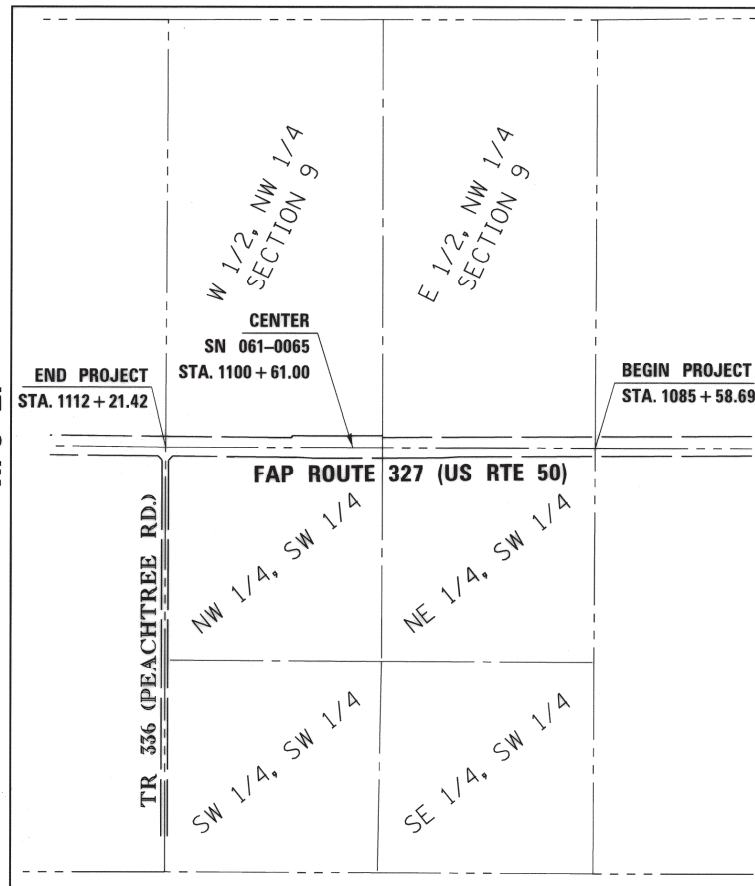 W 1/2, NW 1/4
SECTION 9
E 1/2, NW 1/4
SECTION 9
CENTER
SN 061-0065
STA. 1100 + 61.00
END PROJECT
STA. 1112 + 21.42
BEGIN PROJECT
STA. 1085 + 58.69
FAP ROUTE 327 (US RTE 50)
TR 336 (PEACHTREE RD.)
NW 1/4, SW 1/4
NE 1/4, SW 1/4
SW 1/4, SW 1/4
SE 1/4, SW 1/4